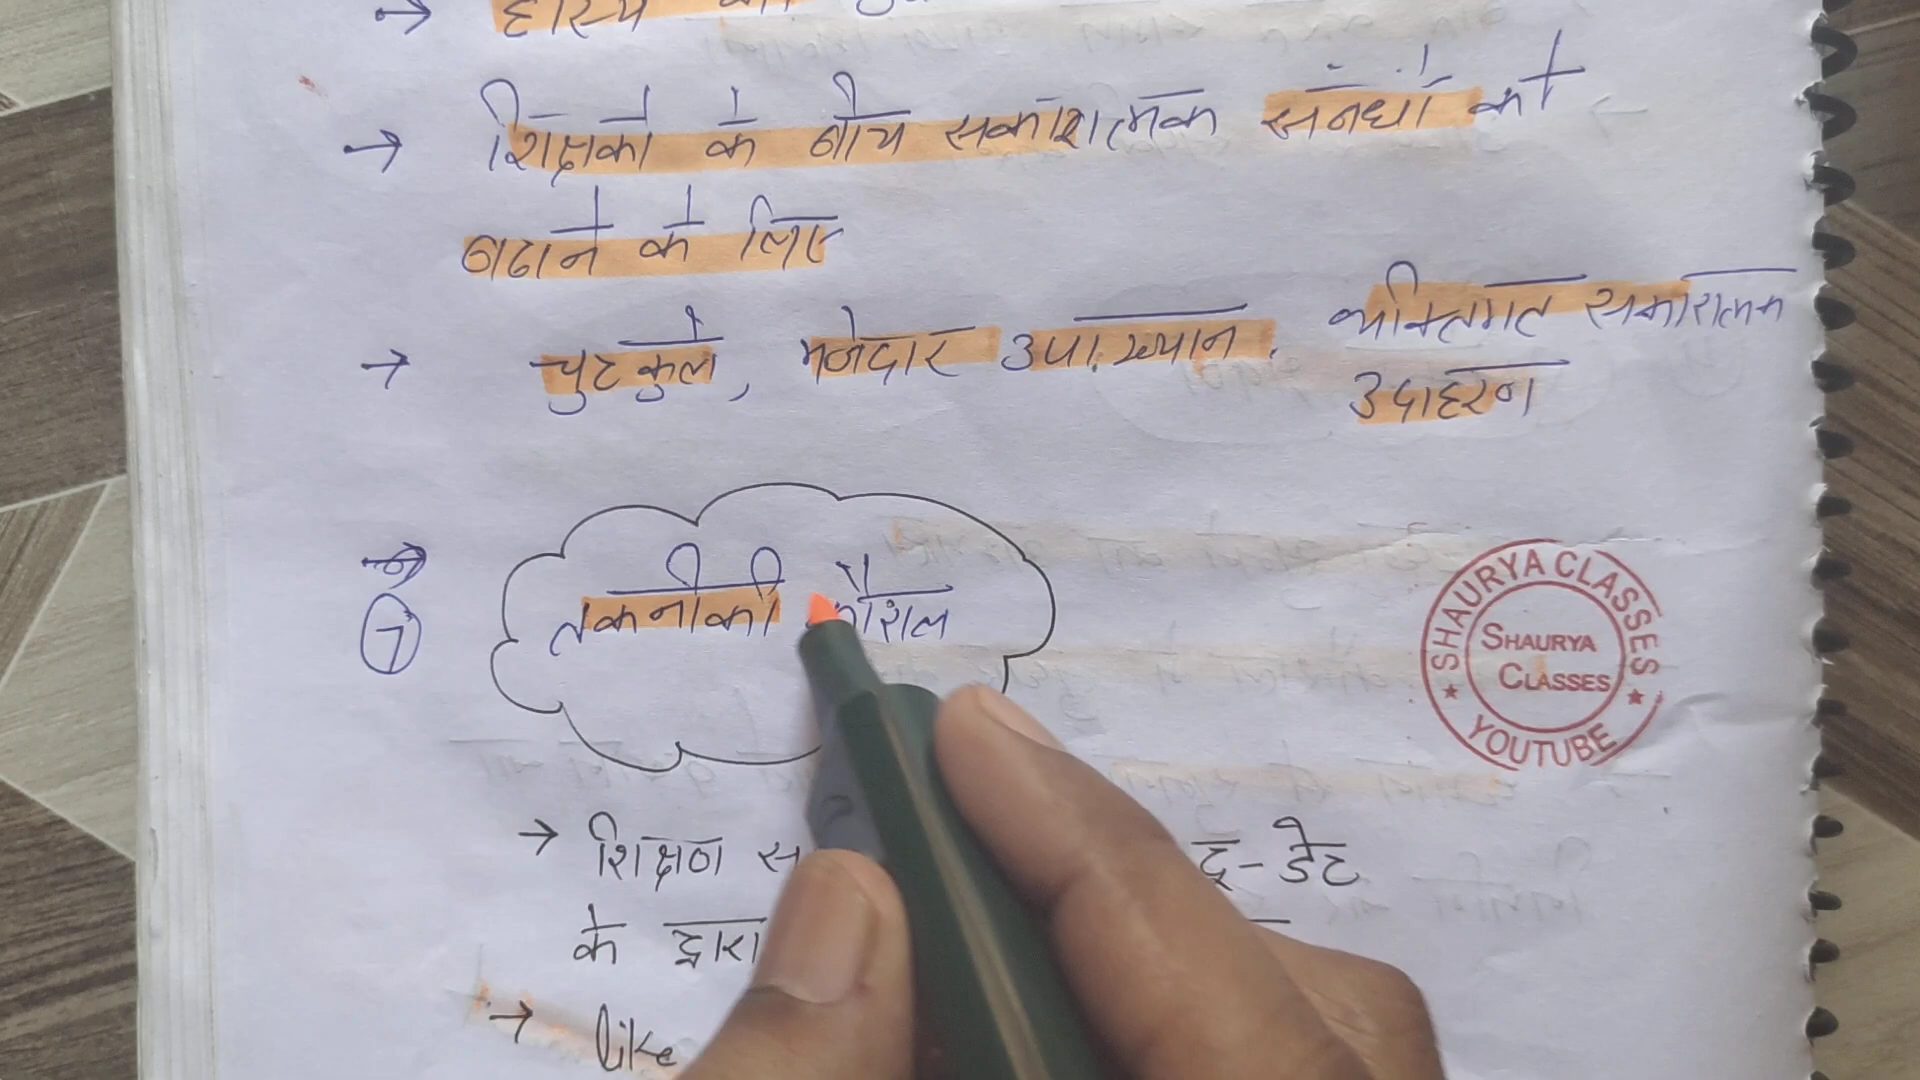 → हास्य
→ शिक्षकों के बीच सकारात्मक संबंधों को
बढाने के लिए
→ चुटकुले, मजेदार उपाख्यान. व्यक्तिगत सकारात्मक
उदाहरण
7 तकनीकी कौशल
SHAURYA CLASSES
SHAURYA
CLASSES
YOUTUBE
→ शिक्षण टू-डेट
के द्वारा
→ like